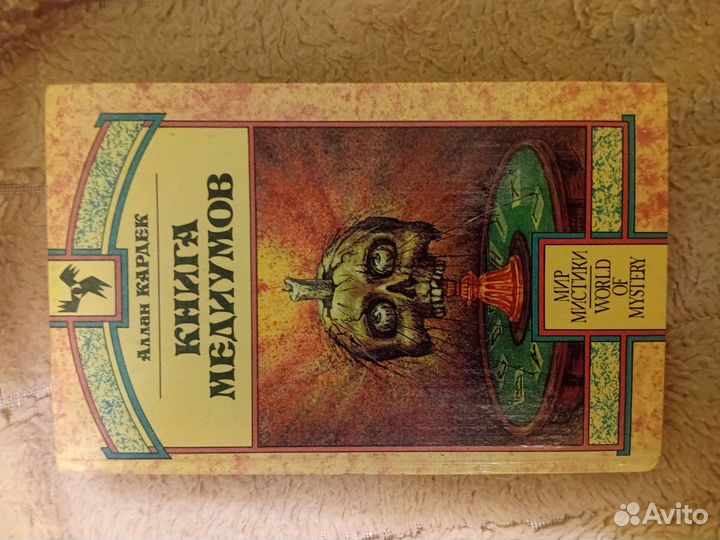 Аллан КАРДЕК
КНИГА
МЕДИУМОВ
МИР
МИСТИКИ
WORLD
OF
MYSTERY
Avito